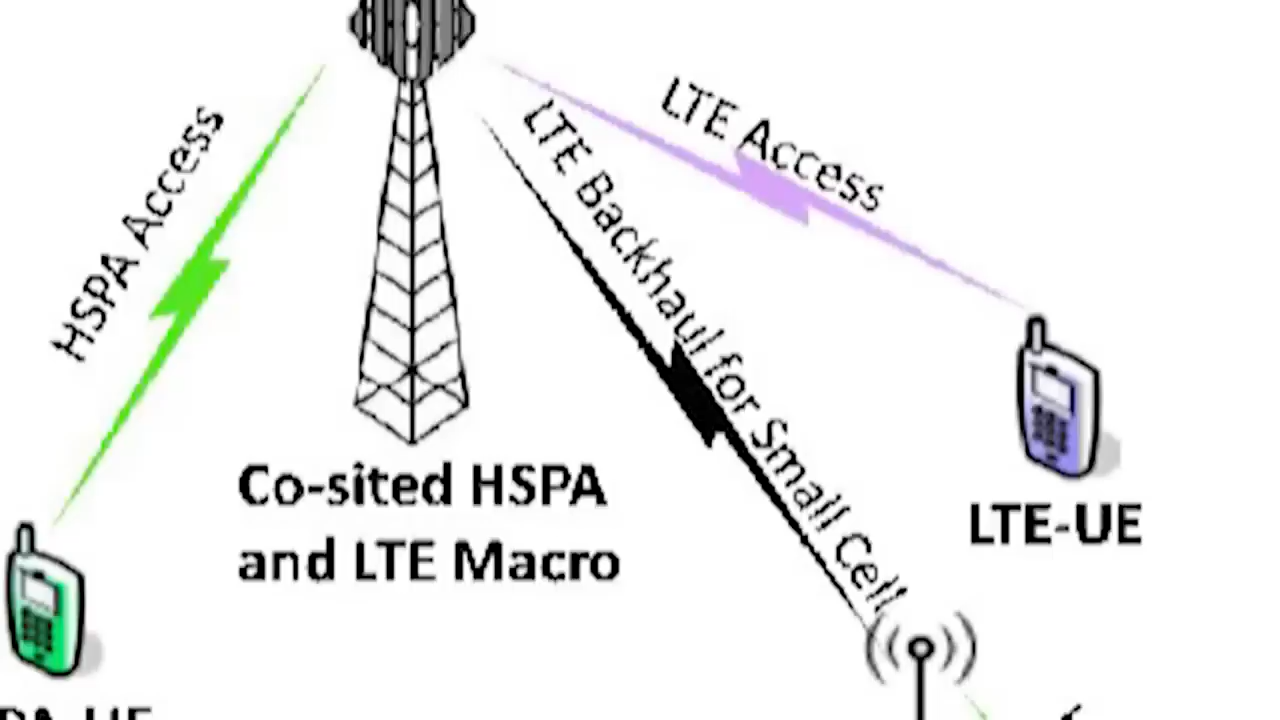 LTE Access
HSPA Access
LTE Backhaul for Small Cell
Co-sited HSPA
and LTE Macro
LTE-UE